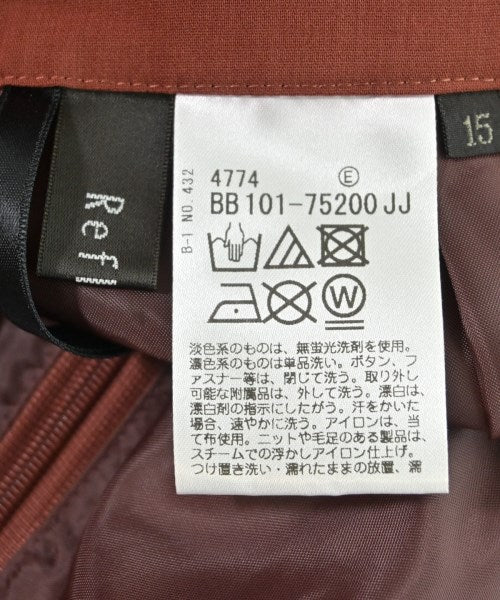 B-1 NO.432
4774 Ⓔ
BB 101-75200 JJ
W
淡色系のものは、無蛍光洗剤を使用。
濃色系のものは単品洗い。ボタン、フ
ァスナー等は、閉じて洗う。取り外し
可能な附属品は、外して洗う。漂白は、
漂白剤の指示にしたがう。汗をかいた
場合、速やかに洗う。アイロンは、当
て布使用。ニットや毛足のある製品は、
スチームでの浮かしアイロン仕上げ。
つけ置き洗い・濡れたままの放置、濡
Ref
15